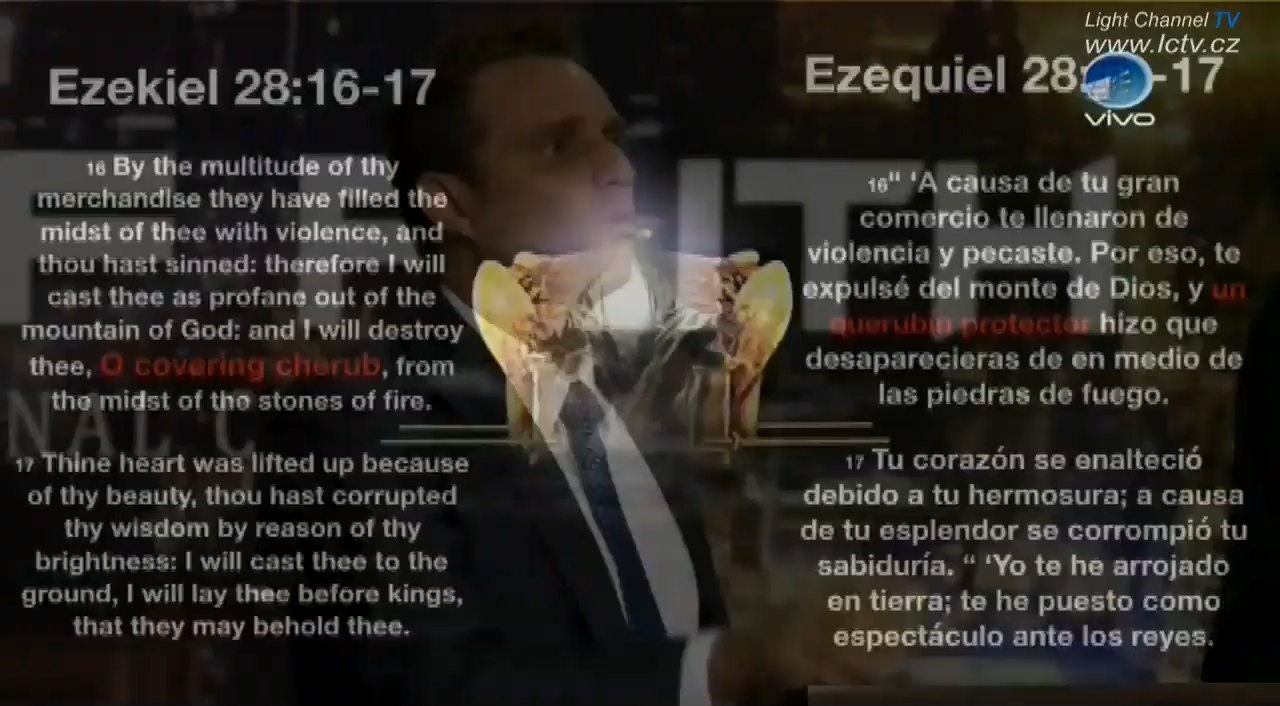 Light Channel TV
www.lctv.cz
vivo
Ezekiel 28:16-17
16 By the multitude of thy
merchandise they have filled the
midst of thee with violence, and
thou hast sinned: therefore I will
cast thee as profane out of the
mountain of God: and I will destroy
thee, O covering cherub, from
the midst of the stones of fire.
17 Thine heart was lifted up because
of thy beauty, thou hast corrupted
thy wisdom by reason of thy
brightness: I will cast thee to the
ground, I will lay thee before kings,
that they may behold thee.
Ezequiel 28: -17
16" 'A causa de tu gran
comercio te llenaron de
violencia y pecaste. Por eso, te
expulsé del monte de Dios, y un
querubín protector hizo que
desaparecieras de en medio de
las piedras de fuego.
17 Tu corazón se enalteció
debido a tu hermosura; a causa
de tu esplendor se corrompió tu
sabiduría. “ ‘Yo te he arrojado
en tierra; te he puesto como
espectáculo ante los reyes.
NAL C